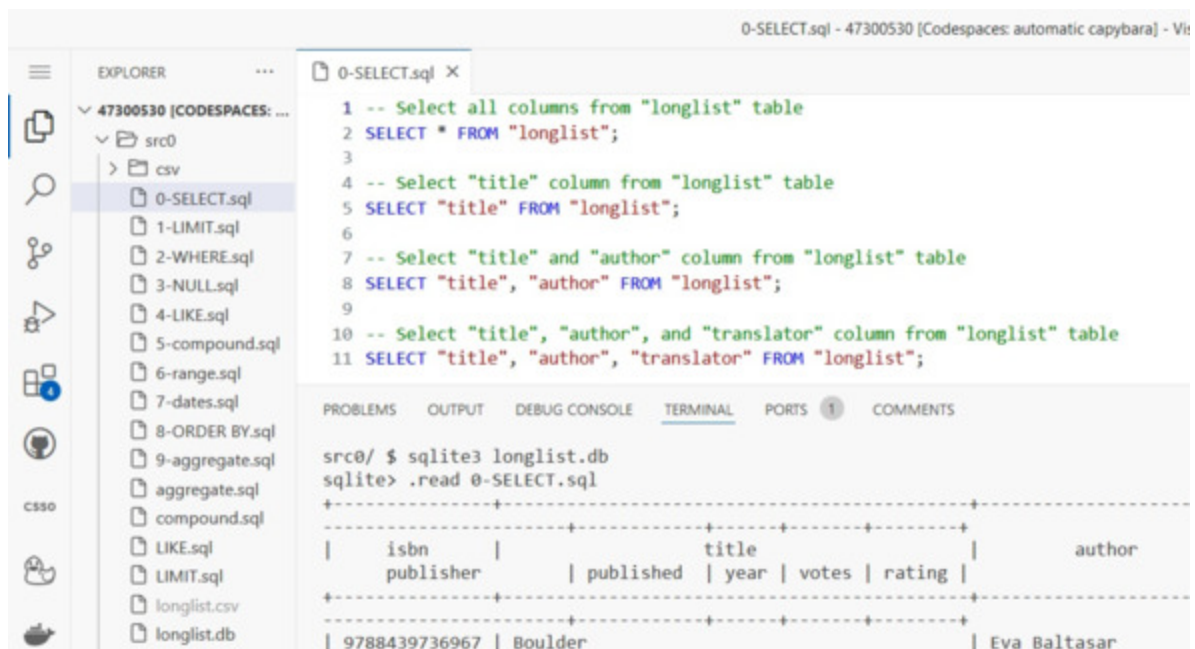 0-SELECT.sql - 47300530 [Codespaces: automatic capybara] - Vis
EXPLORER ...
47300530 [CODESPACES: ...
src0
csv
0-SELECT.sql
1-LIMIT.sql
2-WHERE.sql
3-NULL.sql
4-LIKE.sql
5-compound.sql
6-range.sql
7-dates.sql
8-ORDER BY.sql
9-aggregate.sql
aggregate.sql
compound.sql
LIKE.sql
LIMIT.sql
longlist.csv
longlist.db
4
CS50
0-SELECT.sql
1 -- Select all columns from "longlist" table
2 SELECT * FROM "longlist";
3
4 -- Select "title" column from "longlist" table
5 SELECT "title" FROM "longlist";
6
7 -- Select "title" and "author" column from "longlist" table
8 SELECT "title", "author" FROM "longlist";
9
10 -- Select "title", "author", and "translator" column from "longlist" table
11 SELECT "title", "author", "translator" FROM "longlist";
PROBLEMS OUTPUT DEBUG CONSOLE TERMINAL PORTS 1 COMMENTS
src0/ $ sqlite3 longlist.db
sqlite> .read 0-SELECT.sql
| isbn | title | author
publisher | published | year | votes | rating |
| 9788439736967 | Boulder | Eva Baltasar